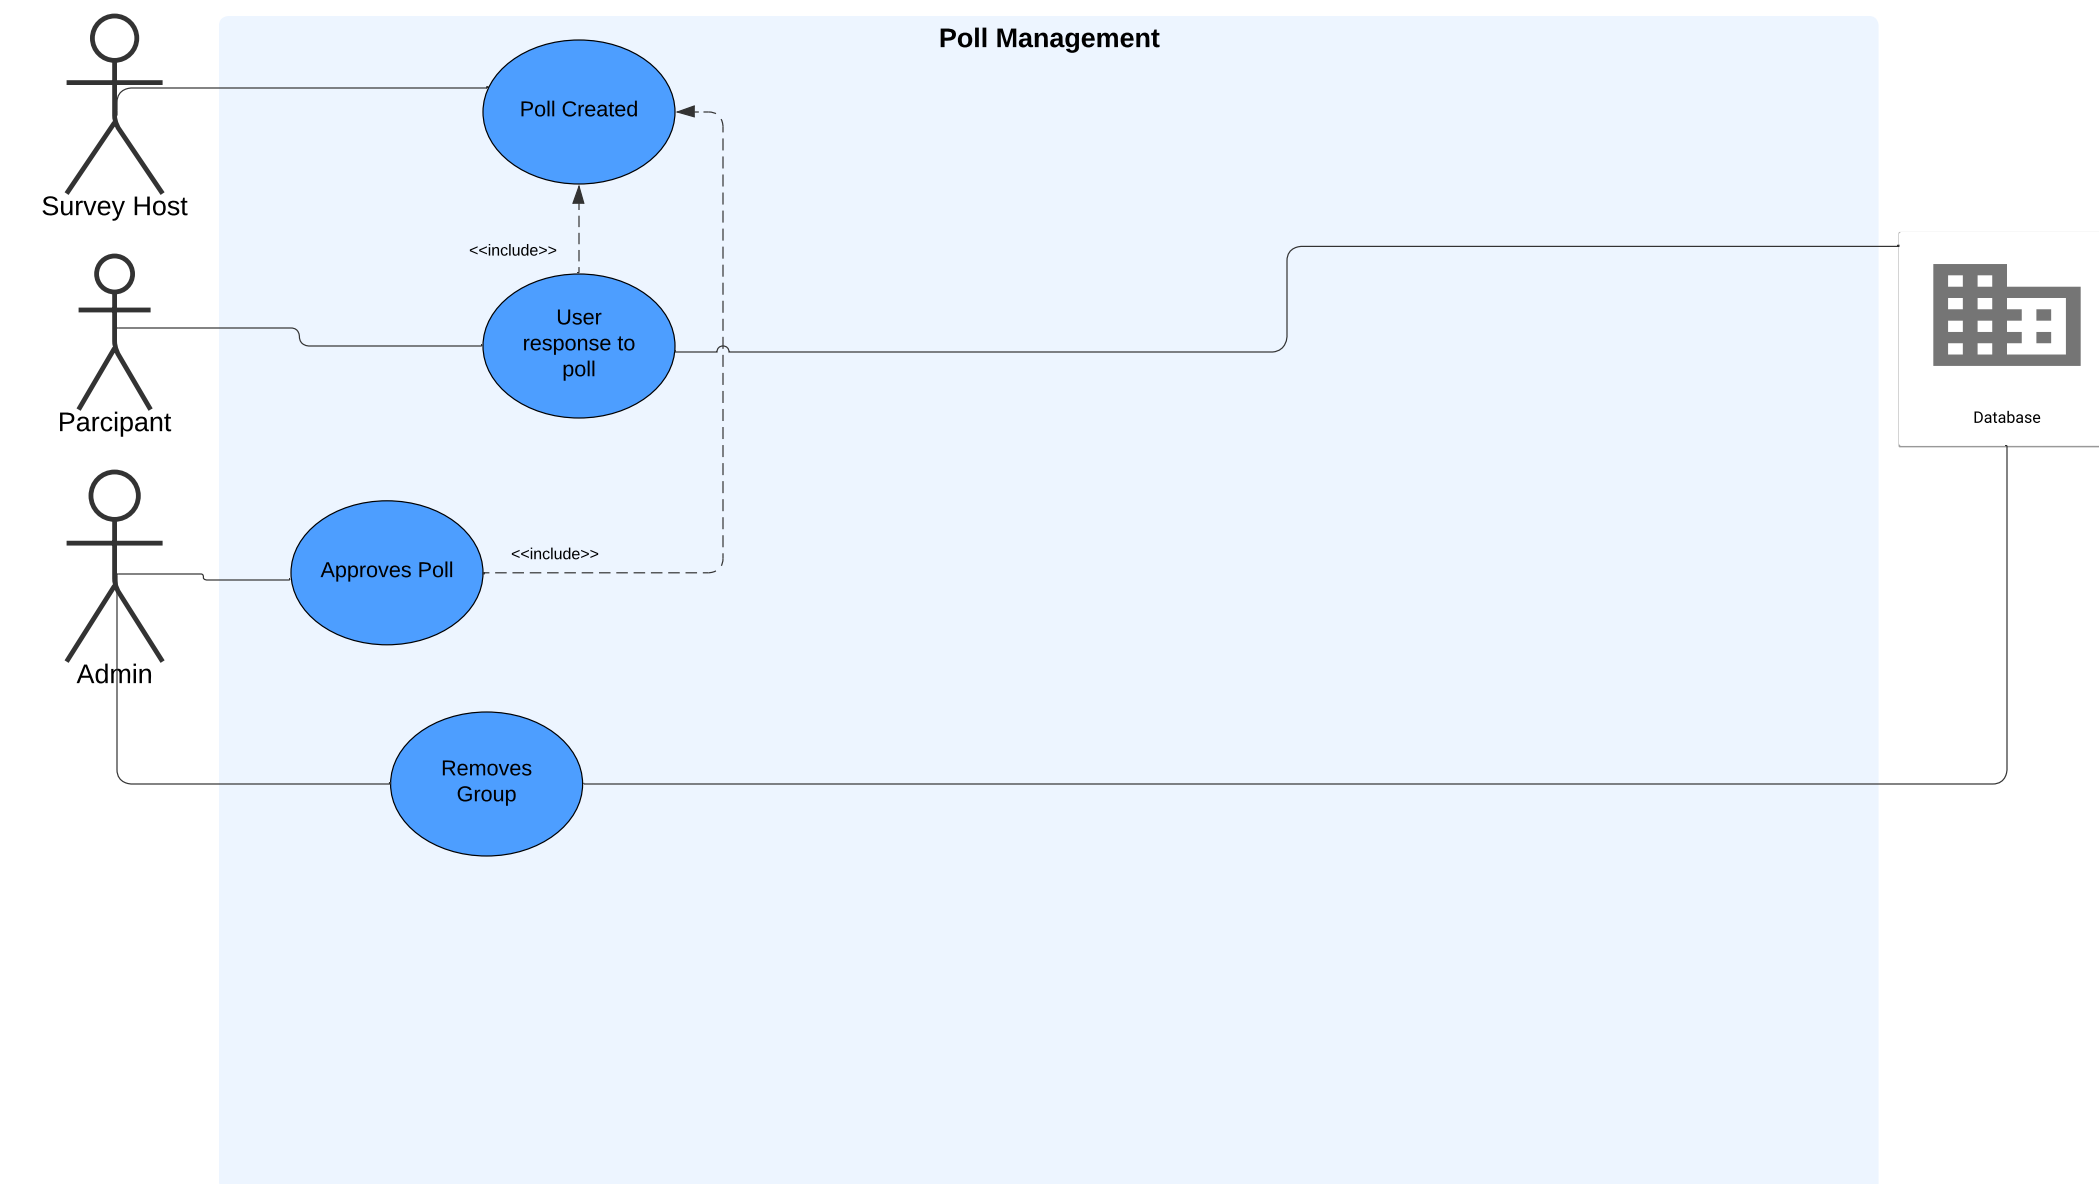 Poll Management
Poll Created
Survey Host
<<include>>
User
response to
poll
Parcipant
Database
<<include>>
Approves Poll
Admin
Removes
Group